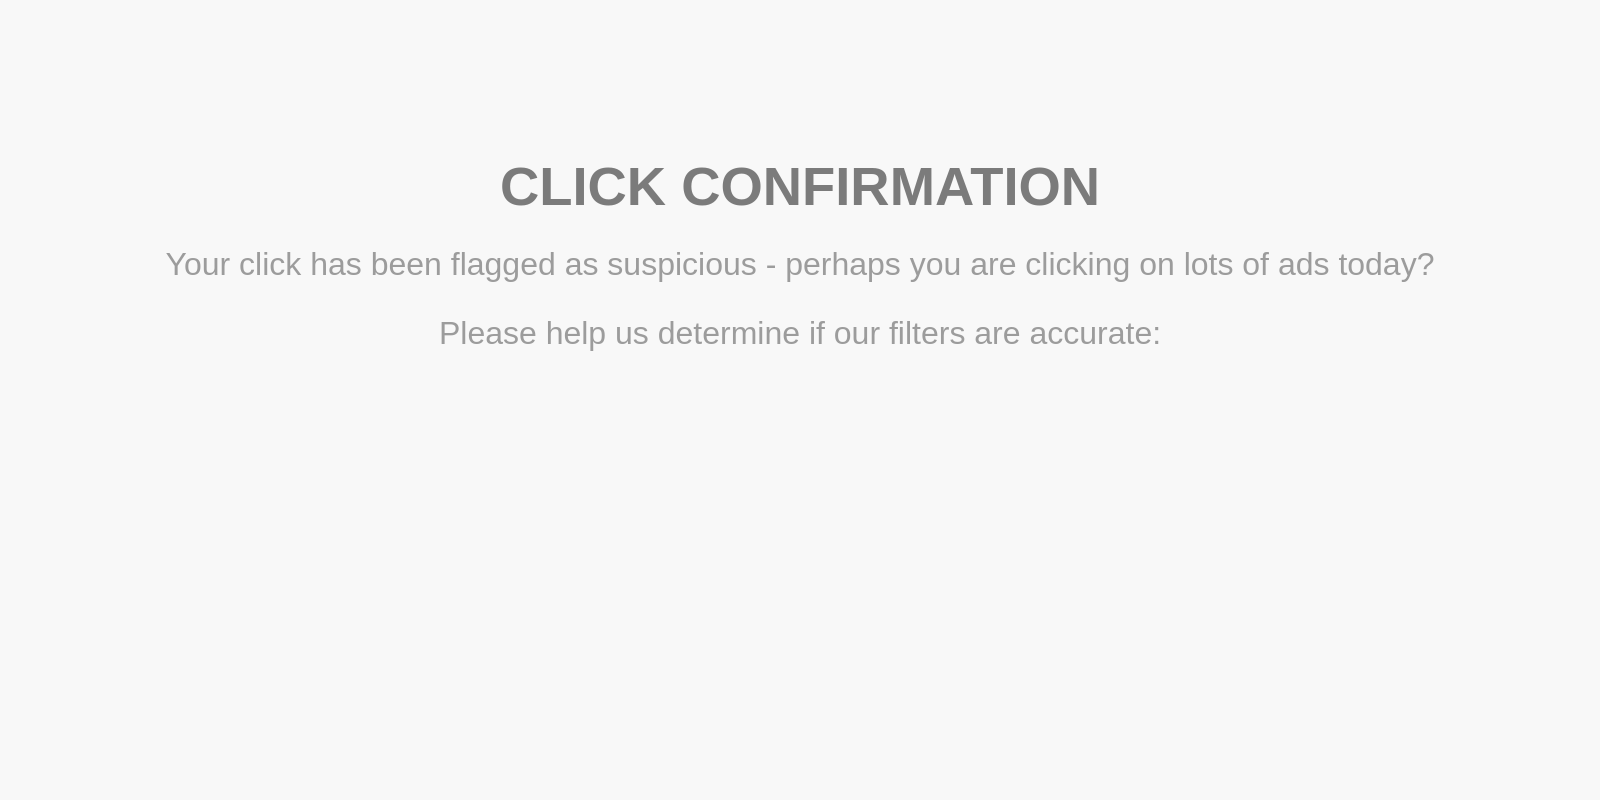 CLICK CONFIRMATION
Your click has been flagged as suspicious - perhaps you are clicking on lots of ads today?
Please help us determine if our filters are accurate: